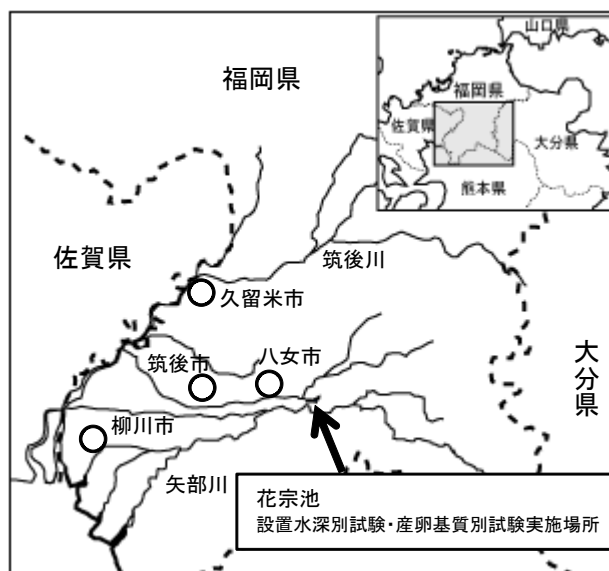 山口県
福岡県
福岡県
佐賀県
大分県
熊本県
佐賀県
筑後川
久留米市
筑後市
八女市
大分県
柳川市
矢部川
花宗池
設置水深別試験・産卵基質別試験実施場所